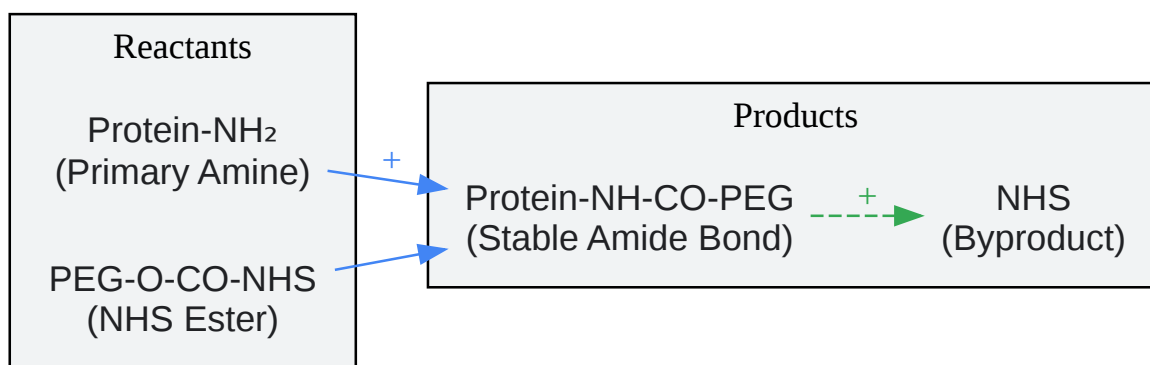 Reactants
Protein-NH₂
(Primary Amine)
PEG-O-CO-NHS
(NHS Ester)
+
Products
Protein-NH-CO-PEG
(Stable Amide Bond)
+
NHS
(Byproduct)